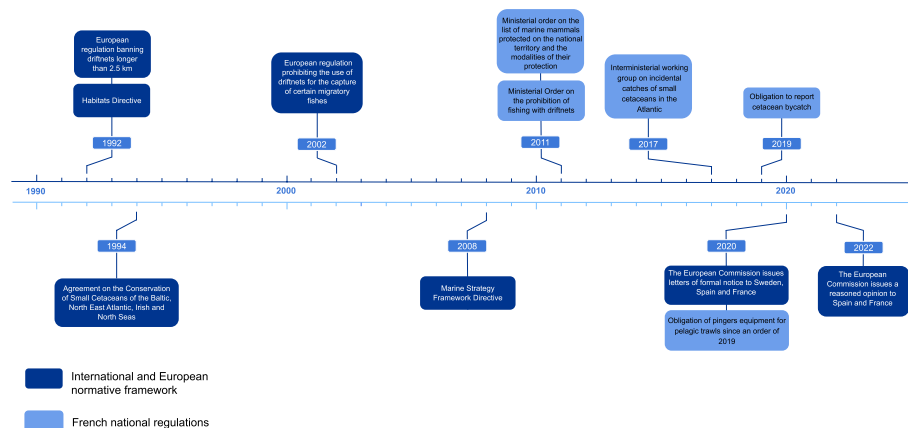 European
regulation banning
driftnets longer
than 2.5 km
Habitats Directive
1992
European regulation
prohibiting the use of
driftnets for the capture
of certain migratory
fishes
2002
Ministerial order on the
list of marine mammals
protected on the national
territory and the
modalities of their
protection
Ministerial Order on
the prohibition of
fishing with driftnets
2011
Interministerial working
group on incidental
catches of small
cetaceans in the
Atlantic
2017
Obligation to report
cetacean bycatch
2019
1990
2000
2010
2020
1994
Agreement on the Conservation
of Small Cetaceans of the Baltic,
North East Atlantic, Irish and
North Seas
2008
Marine Strategy
Framework Directive
2020
The European Commission issues
letters of formal notice to Sweden,
Spain and France
Obligation of pingers equipment for
pelagic trawls since an order of
2019
2022
The European
Commission issues a
reasoned opinion to
Spain and France
International and European
normative framework
French national regulations